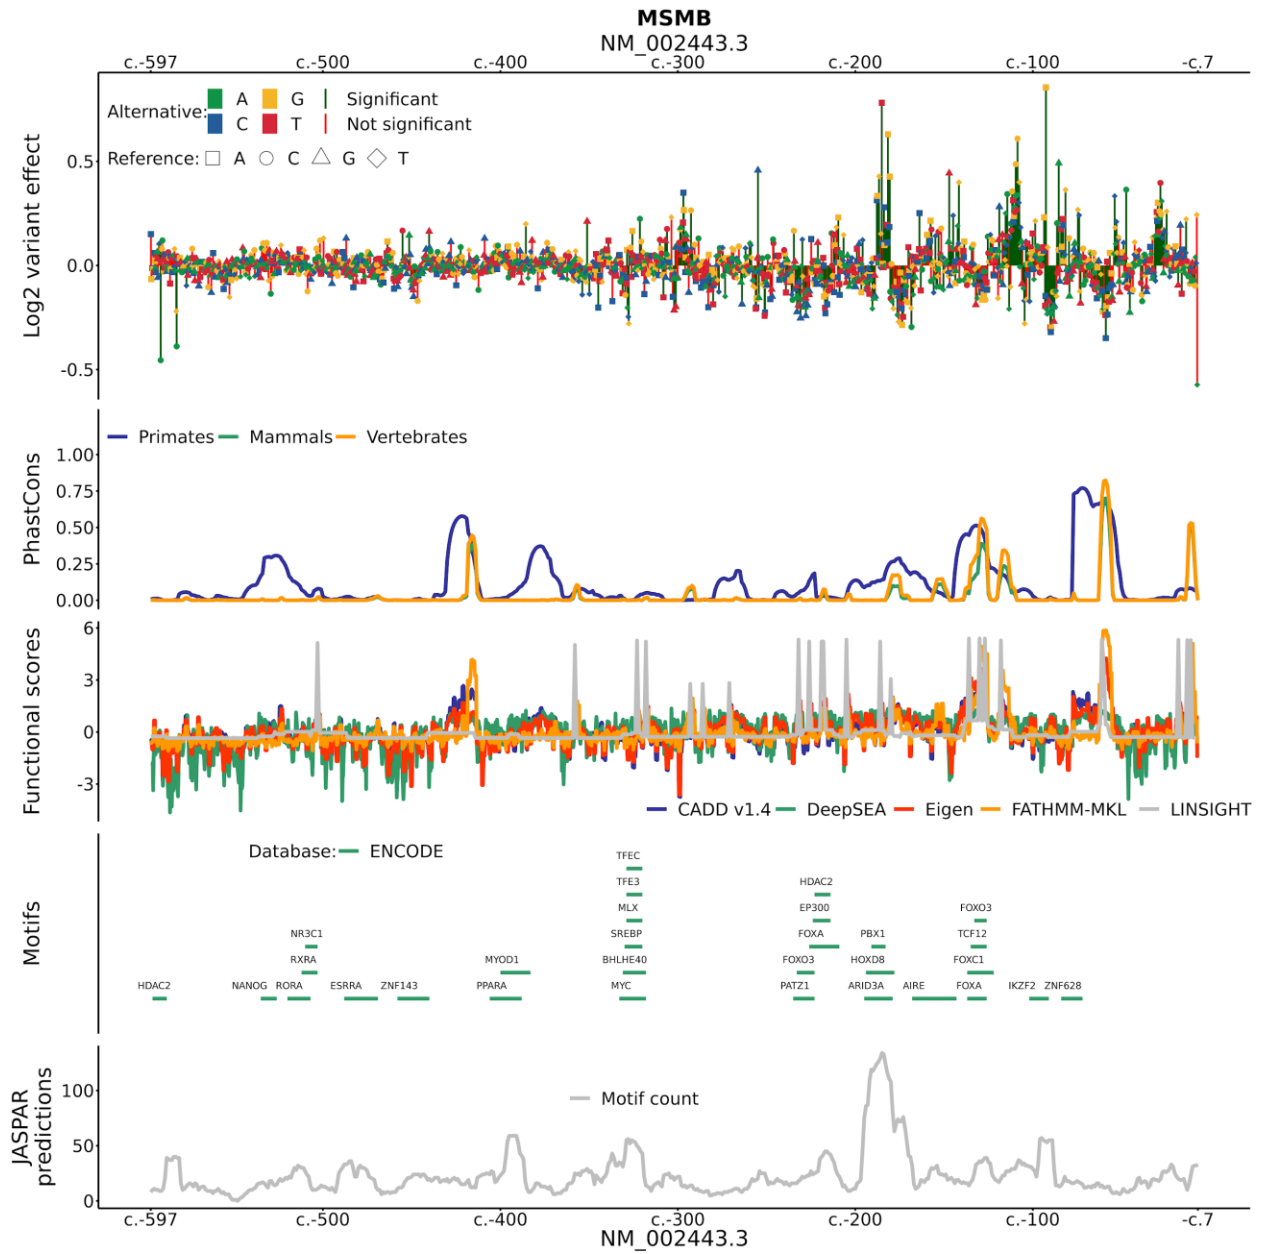 MSMB
NM_002443.3
c.-597 c.-500 c.-400 c.-300 c.-200 c.-100 -c.7
Alternative: A G Significant
C T Not significant
Reference: A C G T
Log2 variant effect
0.5
0.0
-0.5
Primates Mammals Vertebrates
PhastCons
1.00
0.75
0.50
0.25
0.00
Functional scores
6
3
0
-3
CADD v1.4 DeepSEA Eigen FATHMM-MKL LINSIGHT
Motifs
Database: ENCODE
TFEC
TFE3 HDAC2
MLX EP300 FOXO3
NR3C1 SREBP FOXA PBX1 TCF12
RXRA MYOD1 BHLHE40 FOXO3 HOXD8 FOXC1
HDAC2 NANOG RORA ESRRA ZNF143 PPARA MYC PATZ1 ARID3A AIRE FOXA IKZF2 ZNF628
JASPAR
predictions
100
50
0
Motif count
c.-597 c.-500 c.-400 c.-300 c.-200 c.-100 -c.7
NM_002443.3